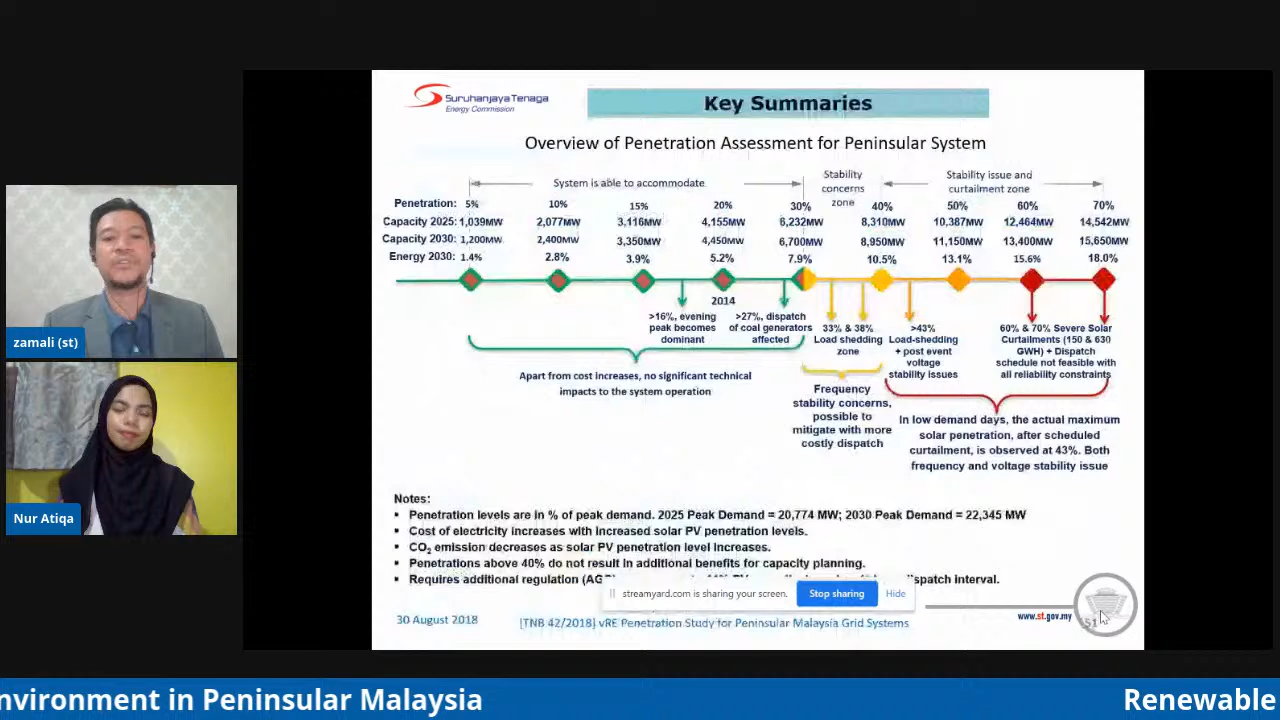 Suruhanjaya Tenaga
Energy Commission
Key Summaries
Overview of Penetration Assessment for Peninsular System
System is able to accommodate
Stability concerns zone
Stability issue and curtailment zone
Penetration: 5% 10% 15% 20% 30% 40% 50% 60% 70%
Capacity 2025: 1,039MW 2,077MW 3,116MW 4,155MW 6,232MW 8,310MW 10,387MW 12,464MW 14,542MW
Capacity 2030: 1,200MW 2,400MW 3,350MW 4,450MW 6,700MW 8,950MW 11,150MW 13,400MW 15,650MW
Energy 2030: 1.4% 2.8% 3.9% 5.2% 7.9% 10.5% 13.1% 15.6% 18.0%
2014
>16%, evening
peak becomes
dominant
>27%, dispatch
of coal generators
affected
33% & 38%
Load shedding
zone
>43%
Load-shedding
+ post event
voltage
stability issues
60% & 70% Severe Solar
Curtailments (150 & 630
GWH) + Dispatch
schedule not feasible with
all reliability constraints
Apart from cost increases, no significant technical
impacts to the system operation
Frequency
stability concerns,
possible to
mitigate with more
costly dispatch
In low demand days, the actual maximum
solar penetration, after scheduled
curtailment, is observed at 43%. Both
frequency and voltage stability issue
Notes:
▪ Penetration levels are in % of peak demand. 2025 Peak Demand = 20,774 MW; 2030 Peak Demand = 22,345 MW
▪ Cost of electricity increases with increased solar PV penetration levels.
▪ CO2 emission decreases as solar PV penetration level increases.
▪ Penetrations above 40% do not result in additional benefits for capacity planning.
▪ Requires additional regulation dispatch interval.
streamyard.com is sharing your screen. Stop sharing Hide
30 August 2018
[TNB 42/2018] vRE Penetration Study for Peninsular Malaysia Grid Systems
www.st.gov.my
51
zamali (st)
Nur Atiqa
nvironment in Peninsular Malaysia Renewable